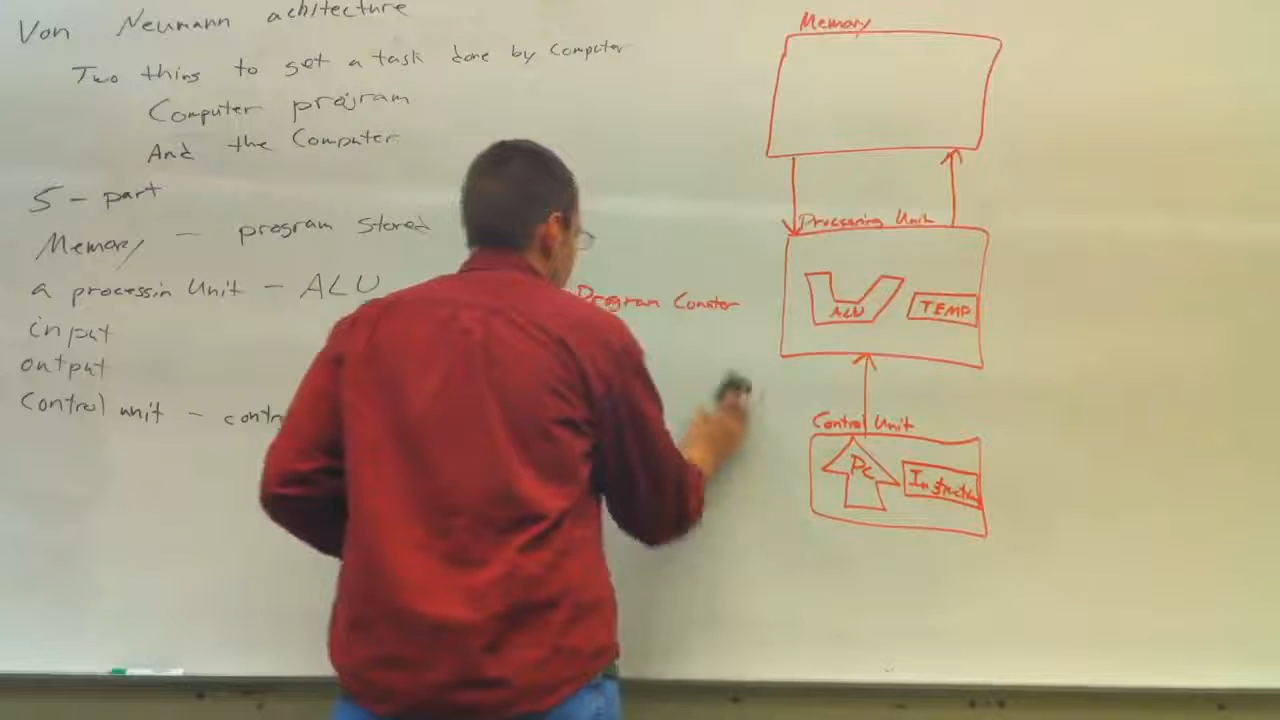 Von Neumann achitecture
Two thins to get a task done by Computer
Computer program
And the Computer
5 - part
Memory - program stored
a processin Unit - ALU
input
output
Control unit - contr
Program Counter
Memory
Processing Unit
ALU
TEMP
Control Unit
PC